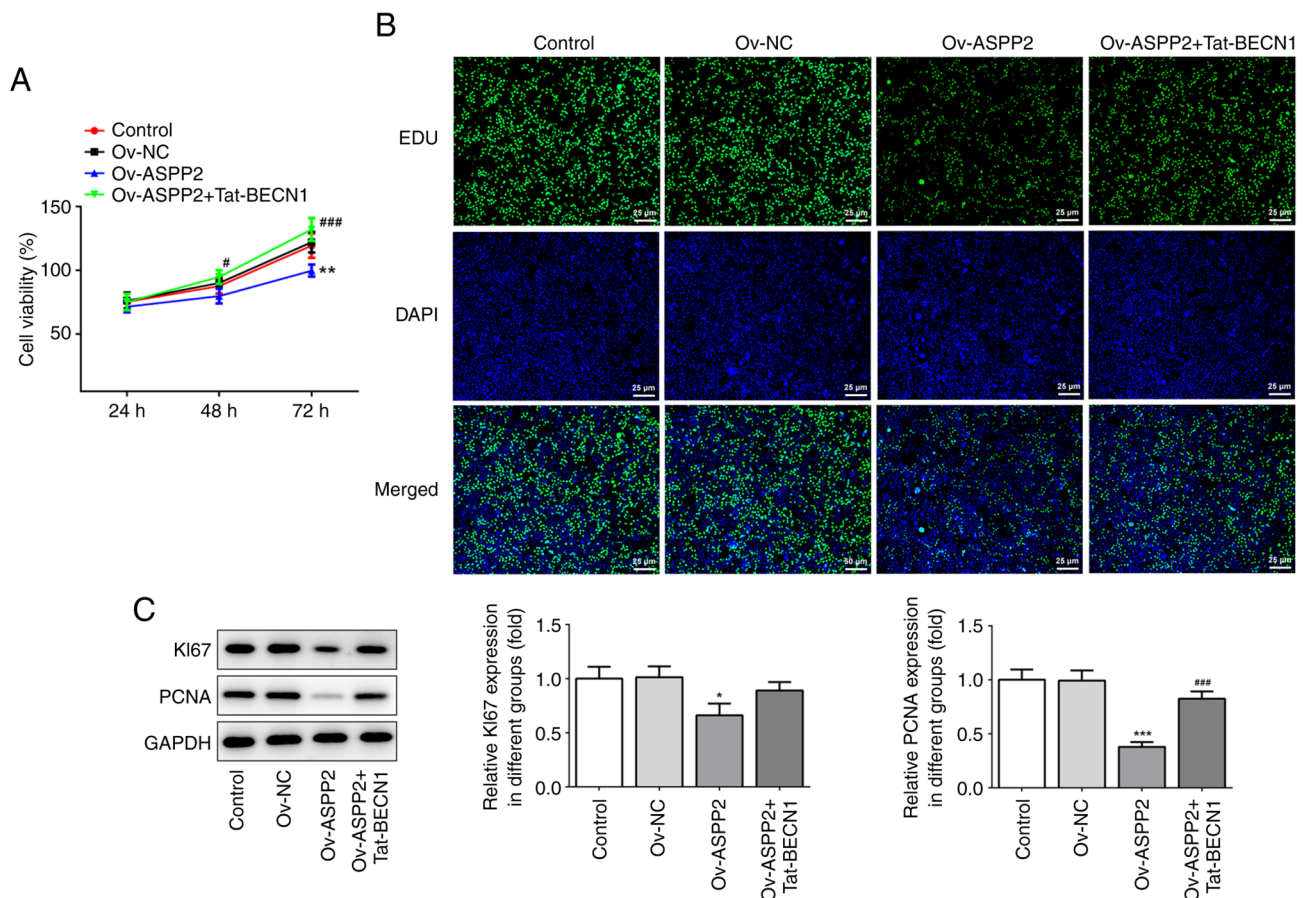 A
Control
Ov-NC
Ov-ASPP2
Ov-ASPP2+Tat-BECN1
Cell viability (%)
150
100
50
24 h
48 h
72 h
#
###
**
B
Control
Ov-NC
Ov-ASPP2
Ov-ASPP2+Tat-BECN1
EDU
25 µm
25 µm
25 µm
25 µm
DAPI
25 µm
25 µm
25 µm
25 µm
Merged
25 µm
50 µm
25 µm
25 µm
C
KI67
PCNA
GAPDH
Control
Ov-NC
Ov-ASPP2
Ov-ASPP2+
Tat-BECN1
Relative KI67 expression
in different groups (fold)
1.5
1.0
0.5
0.0
*
Control
Ov-NC
Ov-ASPP2
Ov-ASPP2+
Tat-BECN1
Relative PCNA expression
in different groups (fold)
1.5
1.0
0.5
0.0
***
###
Control
Ov-NC
Ov-ASPP2
Ov-ASPP2+
Tat-BECN1